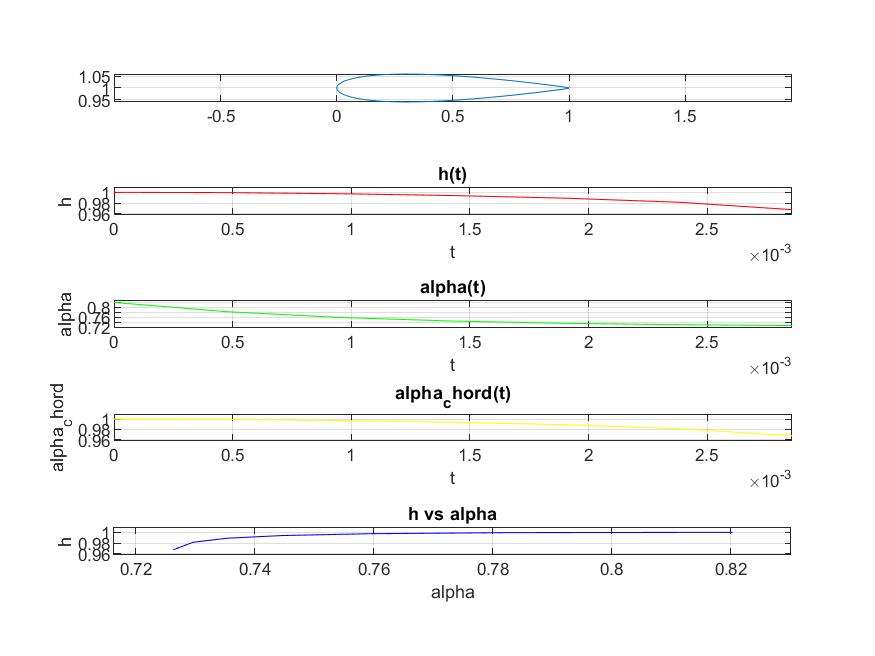 1.05
1
0.95
-0.5 0 0.5 1 1.5
h(t)
h
1
0.98
0.96
0 0.5 1 1.5 2 2.5
t
×10-3
alpha(t)
alpha
0.8
0.76
0.72
0 0.5 1 1.5 2 2.5
t
×10-3
alphachord(t)
alphachord
1
0.98
0.96
0 0.5 1 1.5 2 2.5
t
×10-3
h vs alpha
h
1
0.98
0.96
0.72 0.74 0.76 0.78 0.8 0.82
alpha